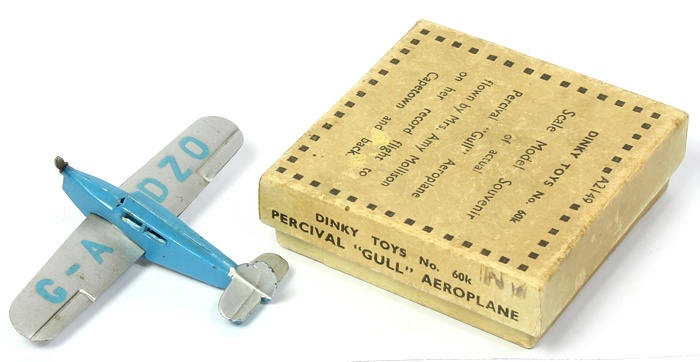 G-A DZO
A2149
DINKY TOYS No. 60k
Scale Model Souvenir
of actual
Percival "Gull" Aeroplane
flown by Mrs. Amy Mollison
on her record flight to
Capetown and back.
DINKY TOYS No. 60k
PERCIVAL "GULL" AEROPLANE